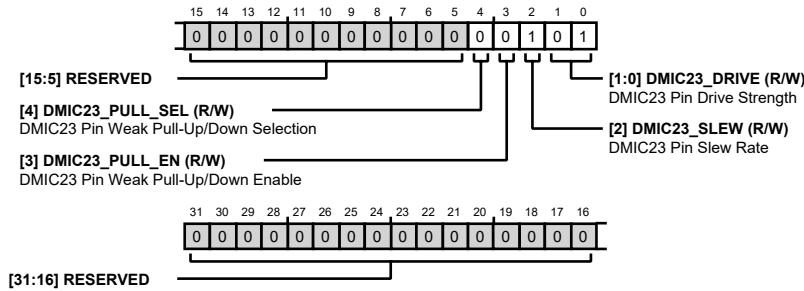 15 14 13 12 11 10 9 8 7 6 5 4 3 2 1 0
0 0 0 0 0 0 0 0 0 0 0 0 0 1 0 1
[15:5] RESERVED
[1:0] DMIC23_DRIVE (R/W)
DMIC23 Pin Drive Strength
[4] DMIC23_PULL_SEL (R/W)
DMIC23 Pin Weak Pull-Up/Down Selection
[2] DMIC23_SLEW (R/W)
DMIC23 Pin Slew Rate
[3] DMIC23_PULL_EN (R/W)
DMIC23 Pin Weak Pull-Up/Down Enable
31 30 29 28 27 26 25 24 23 22 21 20 19 18 17 16
0 0 0 0 0 0 0 0 0 0 0 0 0 0 0 0
[31:16] RESERVED